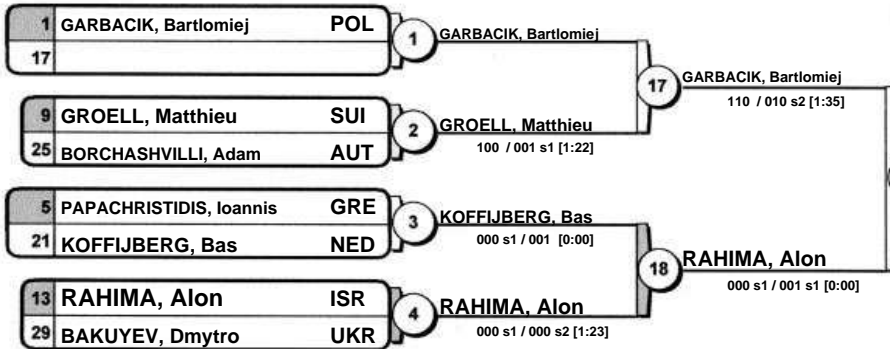 1 GARBACIK, Bartlomiej POL
17
1 GARBACIK, Bartlomiej
9 GROELL, Matthieu SUI
25 BORCHASHVILLI, Adam AUT
2 GROELL, Matthieu
100 / 001 s1 [1:22]
17 GARBACIK, Bartlomiej
110 / 010 s2 [1:35]
5 PAPACHRISTIDIS, Ioannis GRE
21 KOFFIJBERG, Bas NED
3 KOFFIJBERG, Bas
000 s1 / 001 [0:00]
13 RAHIMA, Alon ISR
29 BAKUYEV, Dmytro UKR
4 RAHIMA, Alon
000 s1 / 000 s2 [1:23]
18 RAHIMA, Alon
000 s1 / 001 s1 [0:00]